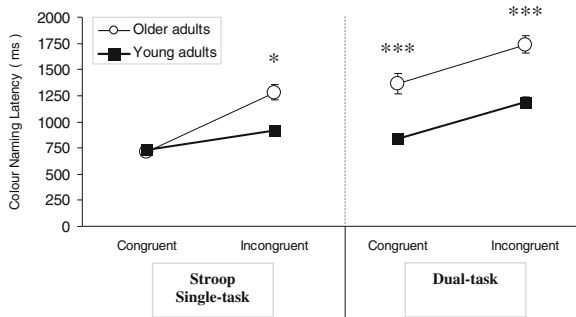 2000
1750
1500
1250
1000
750
500
250
0
Colour Naming Latency ( ms )
Older adults
Young adults
*
***
***
Congruent
Incongruent
Congruent
Incongruent
Stroop
Single-task
Dual-task